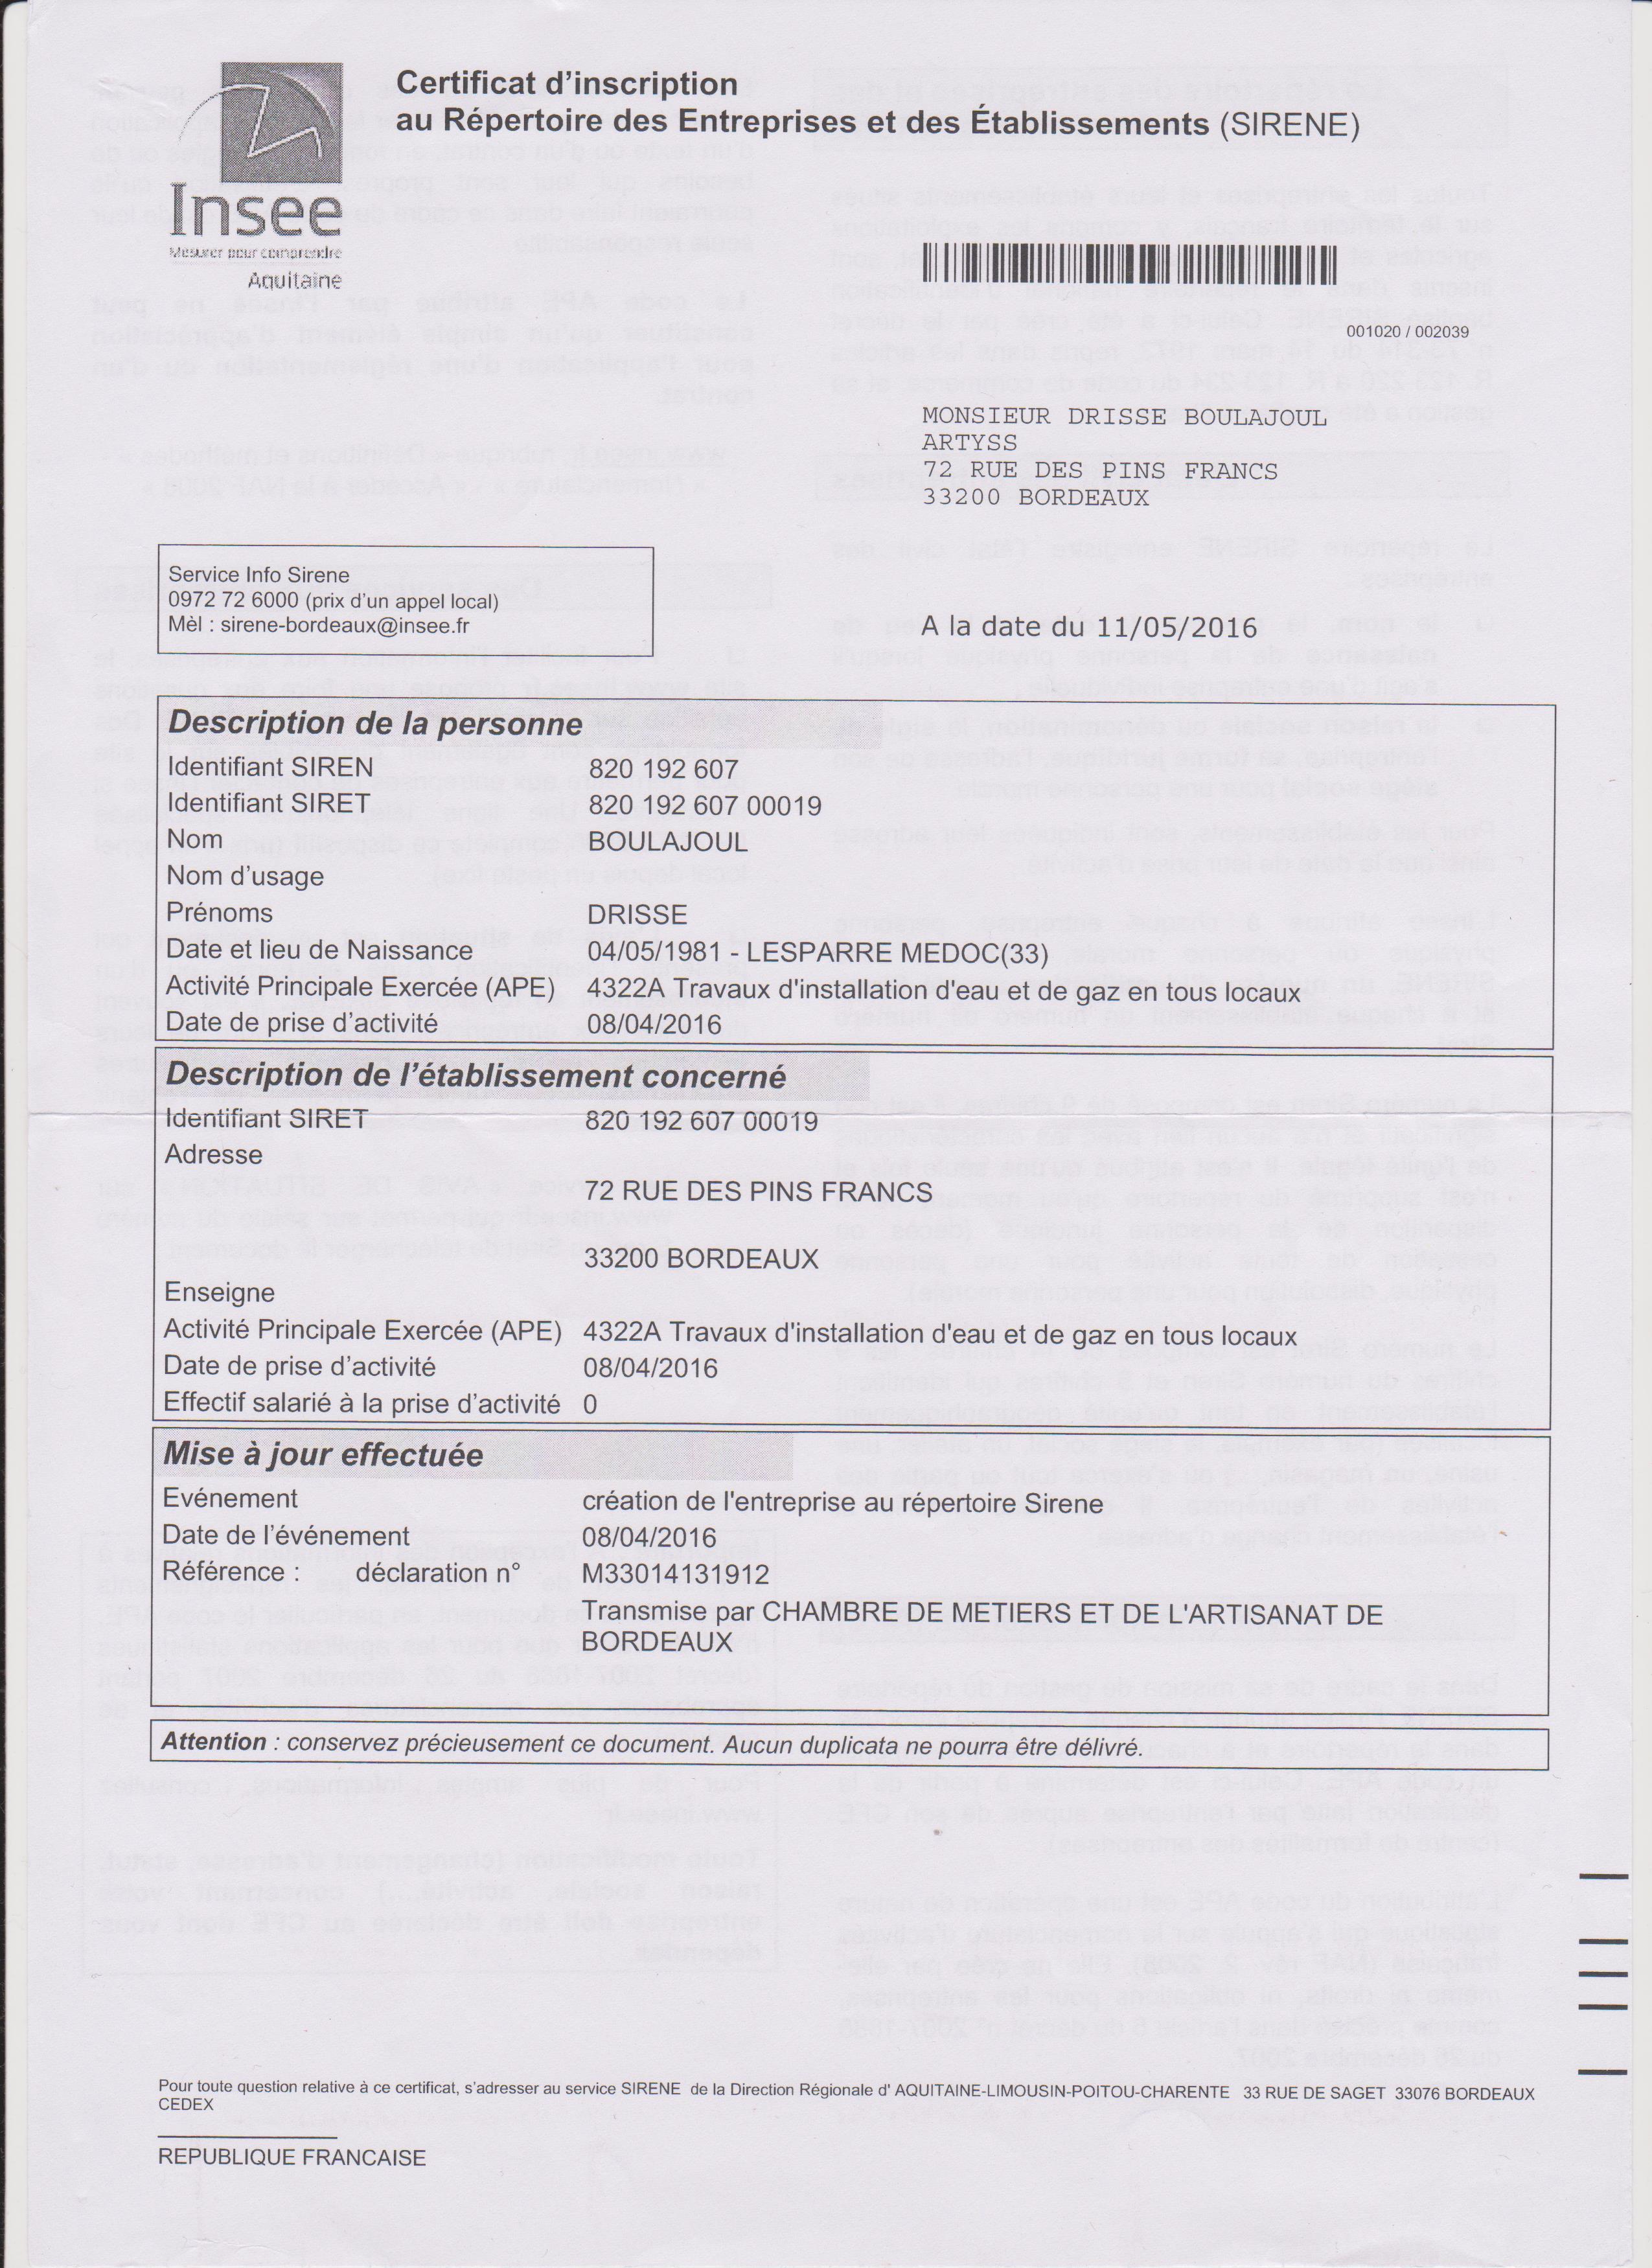 Certificat d'inscription
au Répertoire des Entreprises et des Établissements (SIRENE)
Insee
Mesurer pour comprendre
Aquitaine
001020 / 002039
MONSIEUR DRISSE BOULAJOUL
ARTYSS
72 RUE DES PINS FRANCS
33200 BORDEAUX
Service Info Sirene
0972 72 6000 (prix d'un appel local)
Mèl : sirene-bordeaux@insee.fr
A la date du 11/05/2016
Description de la personne
Identifiant SIREN 820 192 607
Identifiant SIRET 820 192 607 00019
Nom BOULAJOUL
Nom d'usage
Prénoms DRISSE
Date et lieu de Naissance 04/05/1981 - LESPARRE MEDOC(33)
Activité Principale Exercée (APE) 4322A Travaux d'installation d'eau et de gaz en tous locaux
Date de prise d'activité 08/04/2016
Description de l'établissement concerné
Identifiant SIRET 820 192 607 00019
Adresse
72 RUE DES PINS FRANCS
33200 BORDEAUX
Enseigne
Activité Principale Exercée (APE) 4322A Travaux d'installation d'eau et de gaz en tous locaux
Date de prise d'activité 08/04/2016
Effectif salarié à la prise d'activité 0
Mise à jour effectuée
Evénement création de l'entreprise au répertoire Sirene
Date de l'événement 08/04/2016
Référence : déclaration n° M33014131912
Transmise par CHAMBRE DE METIERS ET DE L'ARTISANAT DE
BORDEAUX
Attention : conservez précieusement ce document. Aucun duplicata ne pourra être délivré.
Pour toute question relative à ce certificat, s'adresser au service SIRENE de la Direction Régionale d' AQUITAINE-LIMOUSIN-POITOU-CHARENTE 33 RUE DE SAGET 33076 BORDEAUX
CEDEX
REPUBLIQUE FRANCAISE